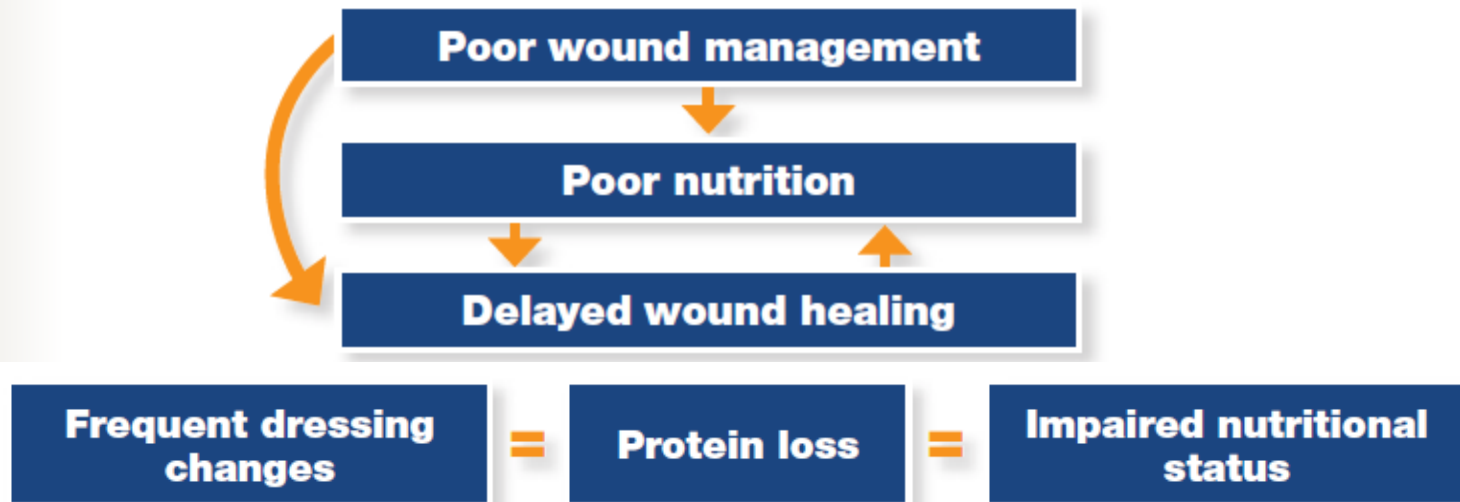 Poor wound management
Poor nutrition
Delayed wound healing
Frequent dressing
changes
=
Protein loss
=
Impaired nutritional
status